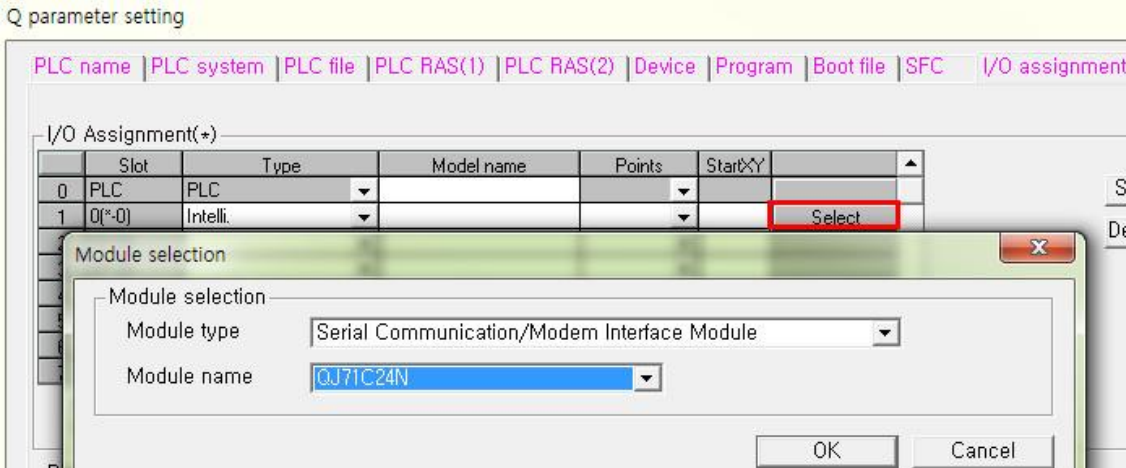 Q parameter setting
PLC name |PLC system |PLC file |PLC RAS(1) |PLC RAS(2) |Device |Program |Boot file |SFC I/O assignment
I/O Assignment(*)
Slot Type Model name Points StartXY
0 PLC PLC
1 0(*-0) Intelli. Select
Module selection
Module selection
Module type Serial Communication/Modem Interface Module
Module name QJ71C24N
OK Cancel